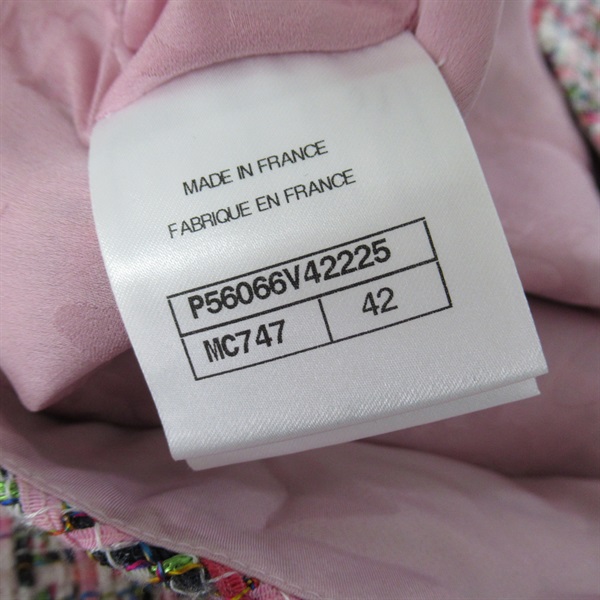 MADE IN FRANCE
FABRIQUE EN FRANCE
P56066V42225
MC747 42